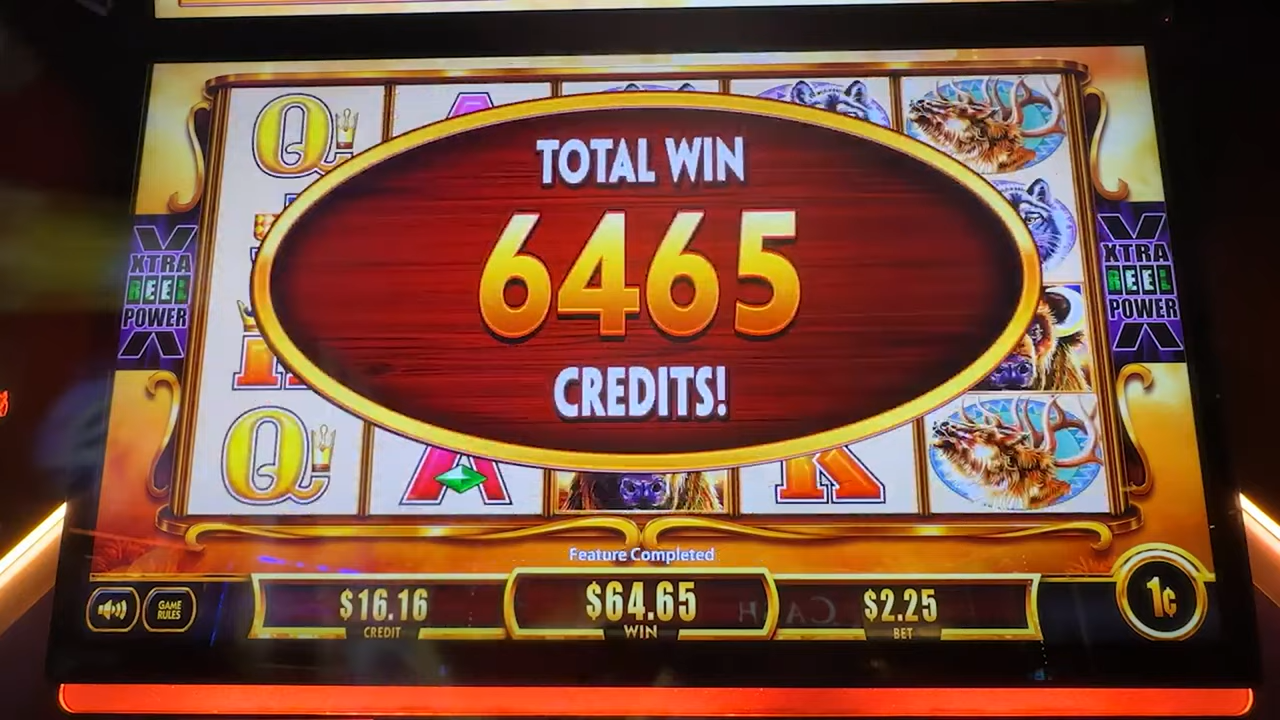 Q
A
TOTAL WIN
6465
CREDITS!
XTRA
REEL
POWER
XTRA
REEL
POWER
Q
A
K
Feature Completed
GAME
RULES
$16.16
CREDIT
$64.65
WIN
$2.25
BET
1¢